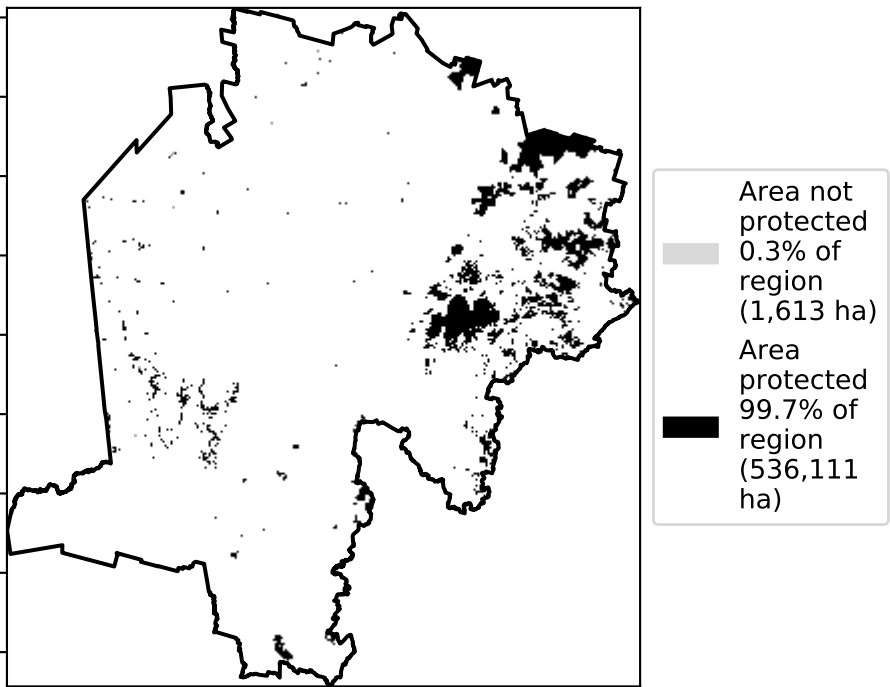 Area not
protected
0.3% of
region
(1,613 ha)
Area
protected
99.7% of
region
(536,111
ha)